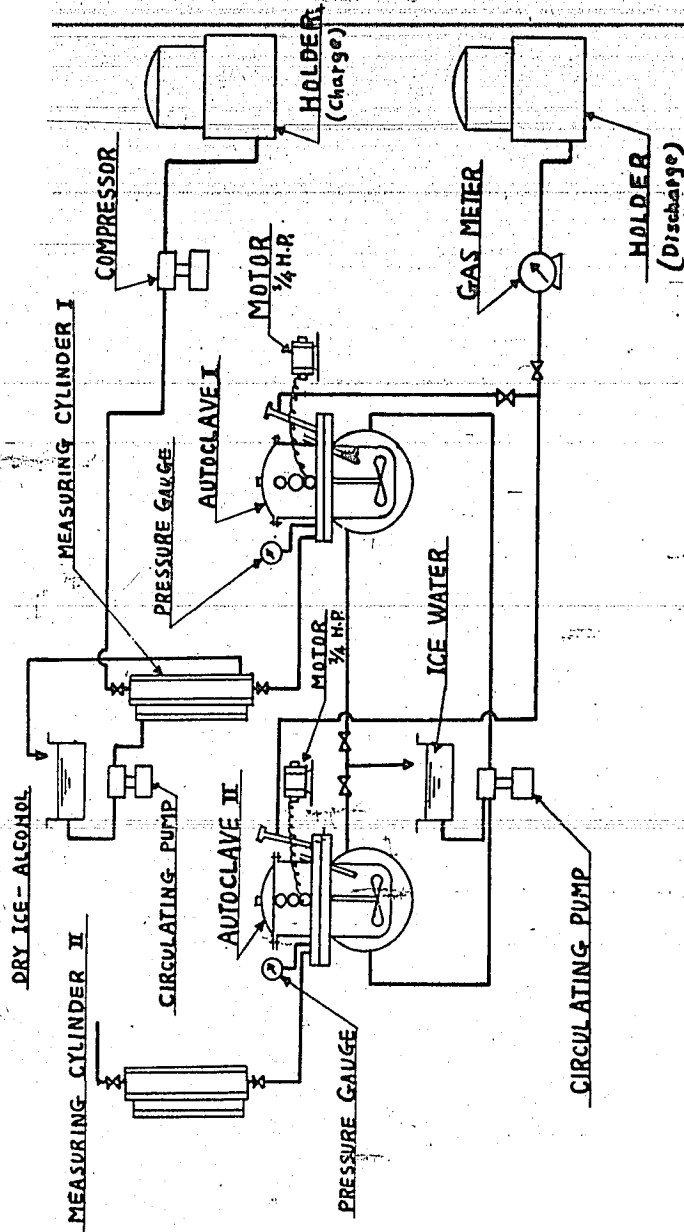 HOLDER
(Charge)
COMPRESSOR
MEASURING CYLINDER I
MOTOR
3/4 H.P.
AUTOCLAVE I
PRESSURE GAUGE
GAS METER
HOLDER
(Discharge)
DRY ICE-ALCOHOL
CIRCULATING PUMP
MOTOR
3/4 H.P.
ICE WATER
AUTOCLAVE II
MEASURING CYLINDER II
PRESSURE GAUGE
CIRCULATING PUMP